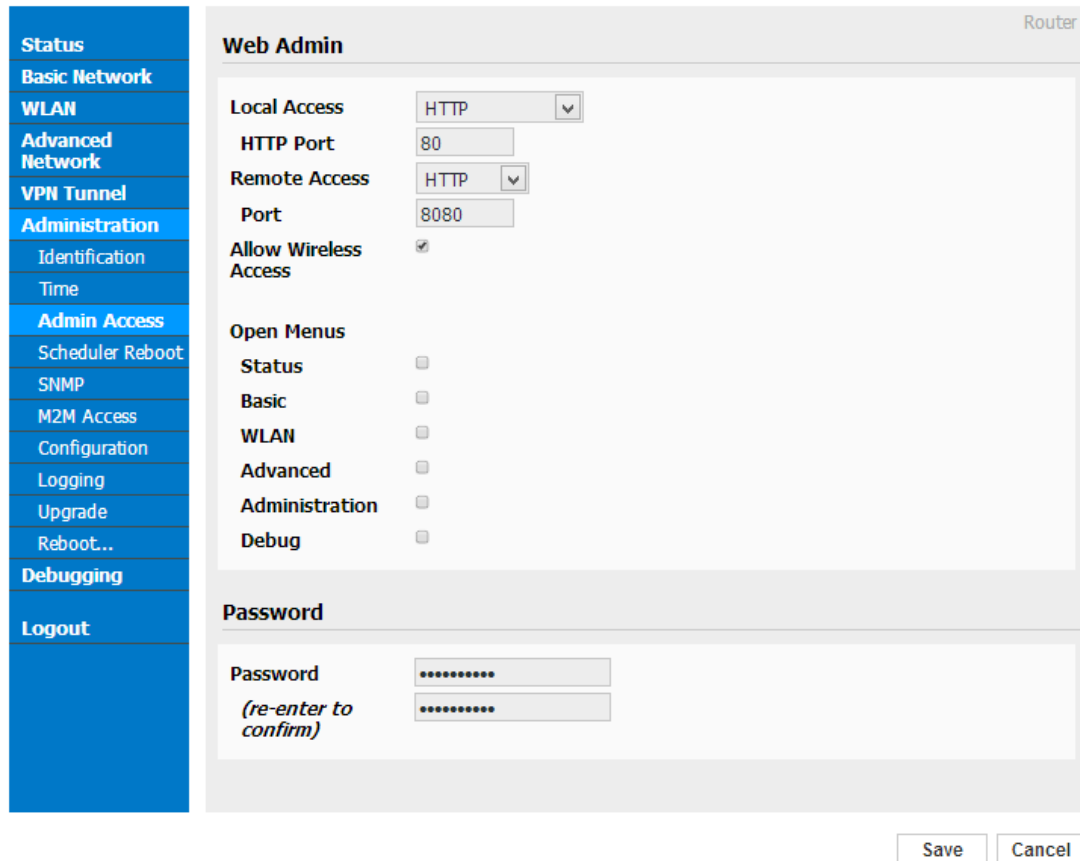 Router
Status
Basic Network
WLAN
Advanced
Network
VPN Tunnel
Administration
Identification
Time
Admin Access
Scheduler Reboot
SNMP
M2M Access
Configuration
Logging
Upgrade
Reboot...
Debugging
Logout
Web Admin
Local Access HTTP
HTTP Port 80
Remote Access HTTP
Port 8080
Allow Wireless
Access
Open Menus
Status
Basic
WLAN
Advanced
Administration
Debug
Password
Password ••••••••••
(re-enter to ••••••••••
confirm)
Save Cancel